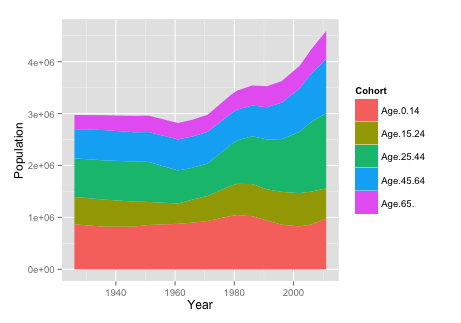 4e+06
3e+06
2e+06
1e+06
0e+00
Population
1940 1960 1980 2000
Year
Cohort
Age.0.14
Age.15.24
Age.25.44
Age.45.64
Age.65.